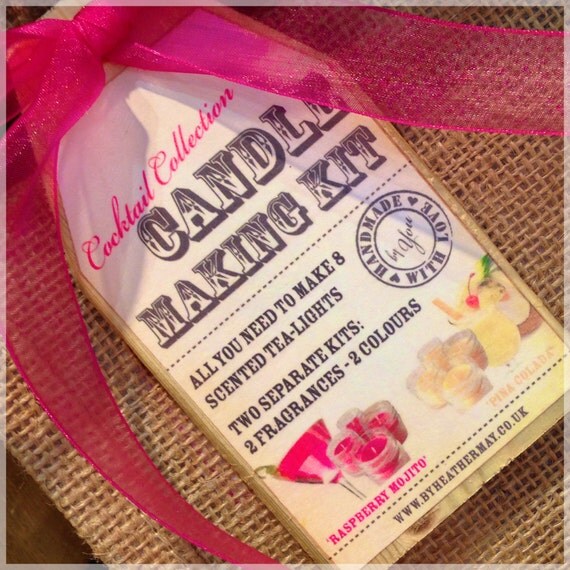 Cocktail Collection
CANDLE
MAKING KIT
HANDMADE WITH LOVE
by You
ALL YOU NEED TO MAKE 8
SCENTED TEA-LIGHTS
TWO SEPARATE KITS:
2 FRAGRANCES - 2 COLOURS
'RASPBERRY MOJITO'
'PINA COLADA'
WWW.BYHEATHERMAY.CO.UK